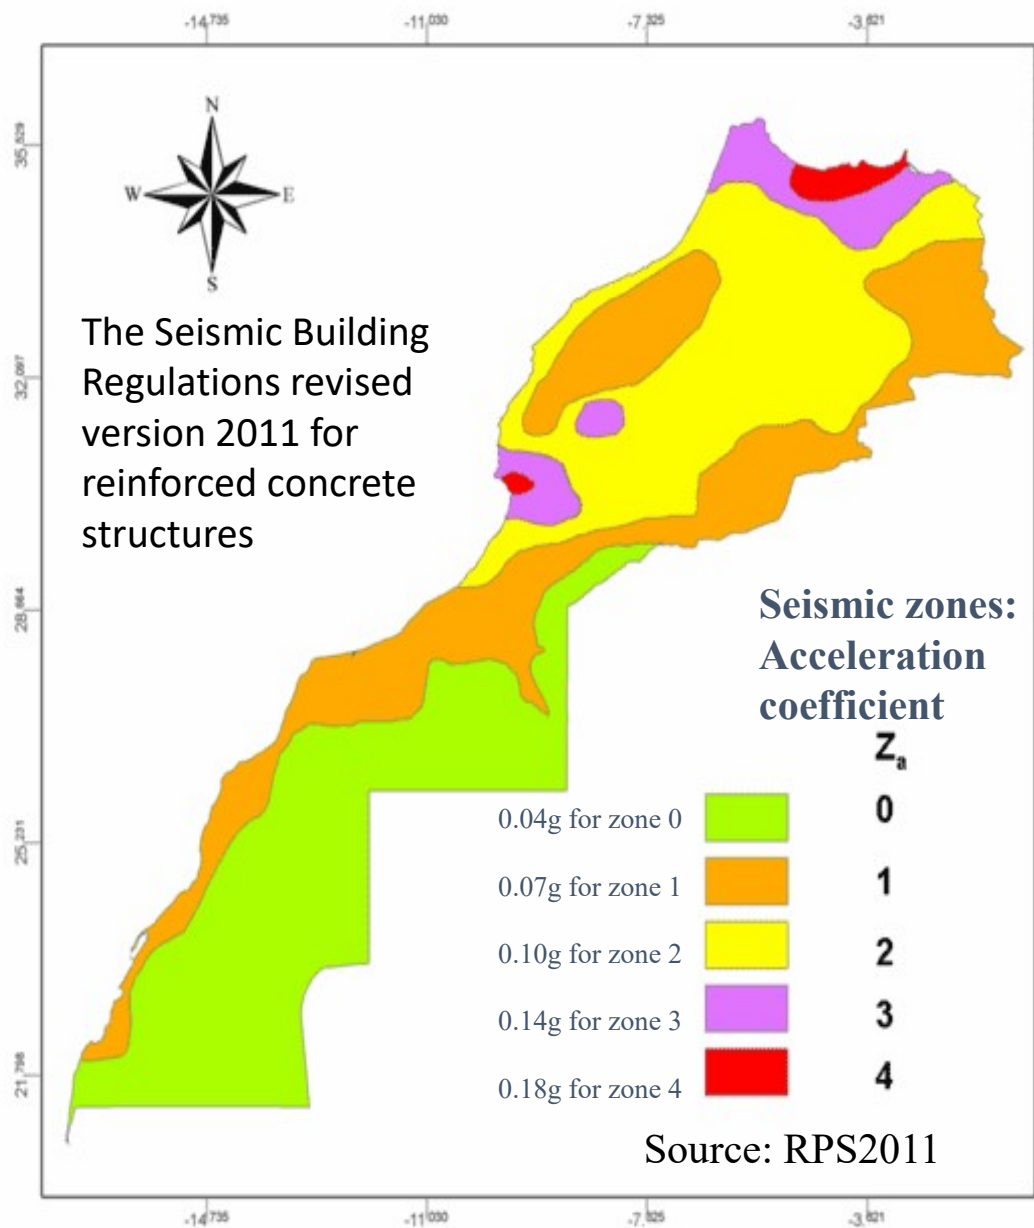 -14,735 -11,030 -7,325 -3,621
35,529
N
W E
S
The Seismic Building
Regulations revised
version 2011 for
reinforced concrete
structures
32,097
28,664
Seismic zones:
Acceleration
coefficient
Za
0.04g for zone 0 0
25,231
0.07g for zone 1 1
0.10g for zone 2 2
0.14g for zone 3 3
21,798
0.18g for zone 4 4
Source: RPS2011
-14,735 -11,030 -7,325 -3,621